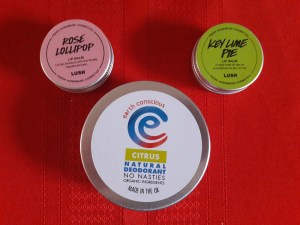 ROSE
LOLLIPOP
LIP BALM
LUSH
KEY LIME
PIE
LIP BALM
LUSH
earth conscious
CITRUS
NATURAL
DEODORANT
NO NASTIES
ORGANIC INGREDIENTS
MADE IN THE UK